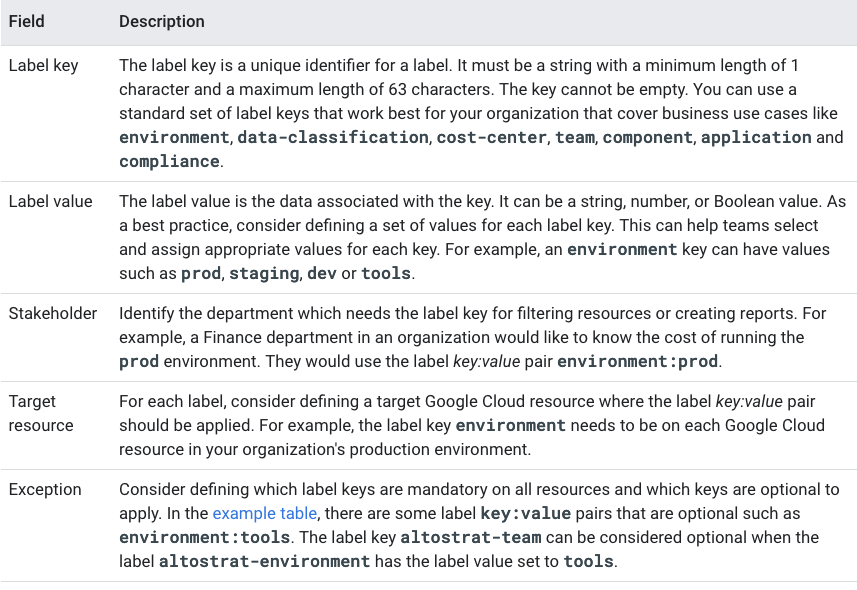 Field Description
Label key The label key is a unique identifier for a label. It must be a string with a minimum length of 1
character and a maximum length of 63 characters. The key cannot be empty. You can use a
standard set of label keys that work best for your organization that cover business use cases like
environment, data-classification, cost-center, team, component, application and
compliance.
Label value The label value is the data associated with the key. It can be a string, number, or Boolean value. As
a best practice, consider defining a set of values for each label key. This can help teams select
and assign appropriate values for each key. For example, an environment key can have values
such as prod, staging, dev or tools.
Stakeholder Identify the department which needs the label key for filtering resources or creating reports. For
example, a Finance department in an organization would like to know the cost of running the
prod environment. They would use the label key:value pair environment:prod.
Target For each label, consider defining a target Google Cloud resource where the label key:value pair
resource should be applied. For example, the label key environment needs to be on each Google Cloud
resource in your organization's production environment.
Exception Consider defining which label keys are mandatory on all resources and which keys are optional to
apply. In the example table, there are some label key:value pairs that are optional such as
environment:tools. The label key altostrat-team can be considered optional when the
label altostrat-environment has the label value set to tools.